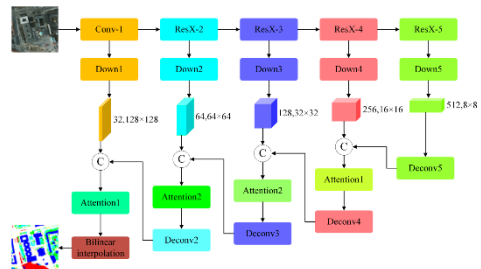 Conv-1
ResX-2
ResX-3
ResX-4
ResX-5
Down1
Down2
Down3
Down4
Down5
32,128×128
64,64×64
128,32×32
256,16×16
512,8×8
C
C
C
C
Deconv5
Attention1
Attention2
Attention2
Attention1
Deconv4
Deconv3
Deconv2
Bilinear
interpolation